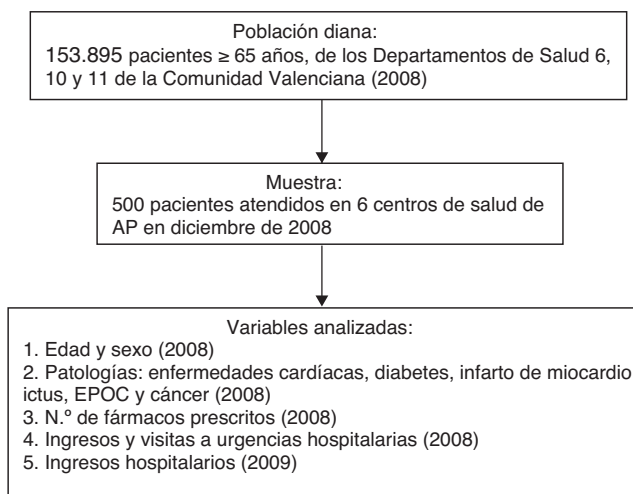 Población diana:
153.895 pacientes ≥ 65 años, de los Departamentos de Salud 6,
10 y 11 de la Comunidad Valenciana (2008)
Muestra:
500 pacientes atendidos en 6 centros de salud de
AP en diciembre de 2008
Variables analizadas:
1. Edad y sexo (2008)
2. Patologías: enfermedades cardíacas, diabetes, infarto de miocardio
ictus, EPOC y cáncer (2008)
3. N.º de fármacos prescritos (2008)
4. Ingresos y visitas a urgencias hospitalarias (2008)
5. Ingresos hospitalarios (2009)